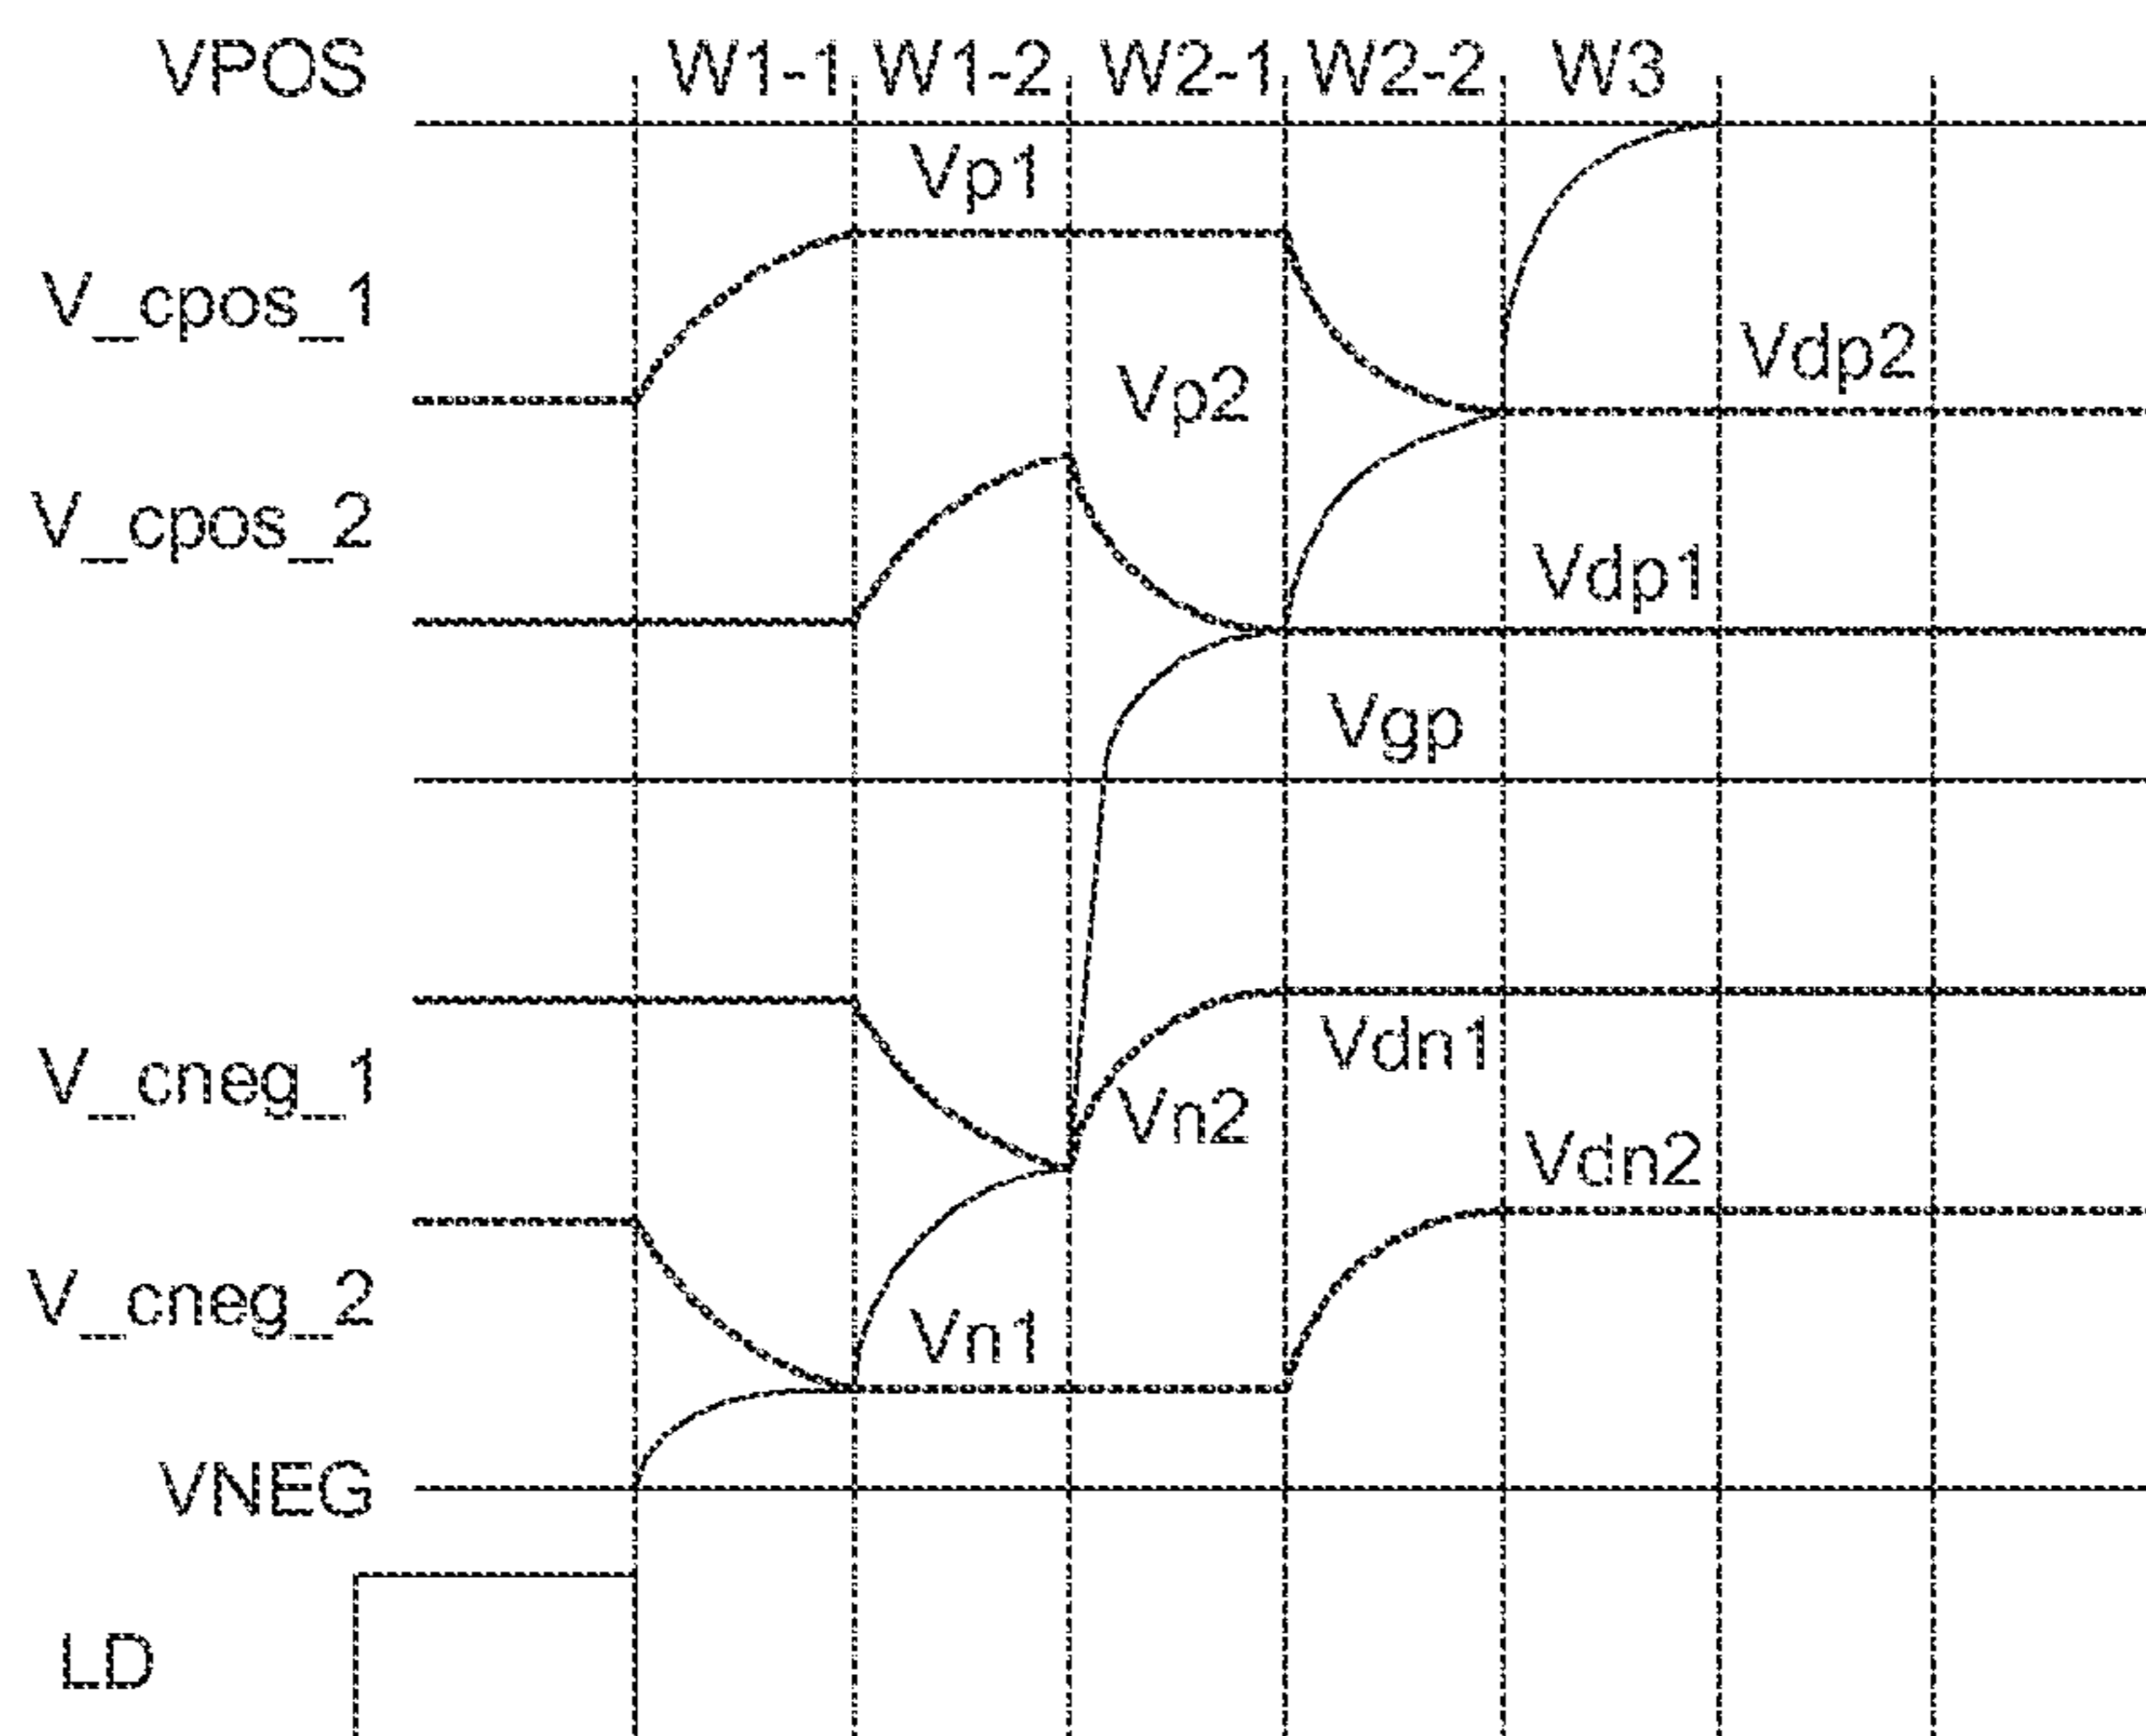 VPOS W1-1 W1-2 W2-1 W2-2 W3
Vp1
V_cpos_1
Vdp2
Vp2
V_cpos_2
Vdp1
Vgp
Vdn1
V_cneg_1
Vn2
Vdn2
V_cneg_2
Vn1
VNEG
LD